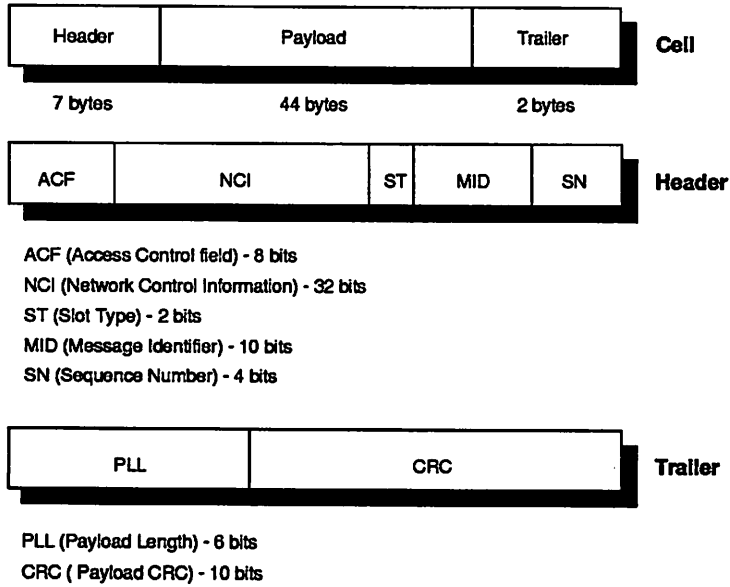 Header Payload Trailer Cell
7 bytes 44 bytes 2 bytes
ACF NCI ST MID SN Header
ACF (Access Control field) - 8 bits
NCI (Network Control Information) - 32 bits
ST (Slot Type) - 2 bits
MID (Message Identifier) - 10 bits
SN (Sequence Number) - 4 bits
PLL CRC Trailer
PLL (Payload Length) - 6 bits
CRC ( Payload CRC) - 10 bits